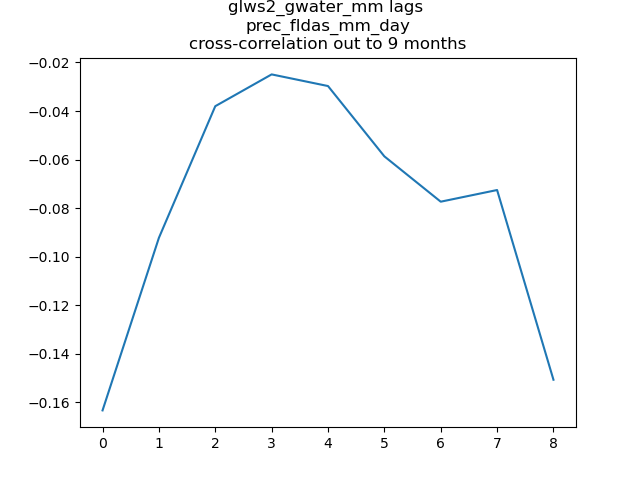 glws2_gwater_mm lags
prec_fldas_mm_day
cross-correlation out to 9 months
−0.02
−0.04
−0.06
−0.08
−0.10
−0.12
−0.14
−0.16
0 1 2 3 4 5 6 7 8